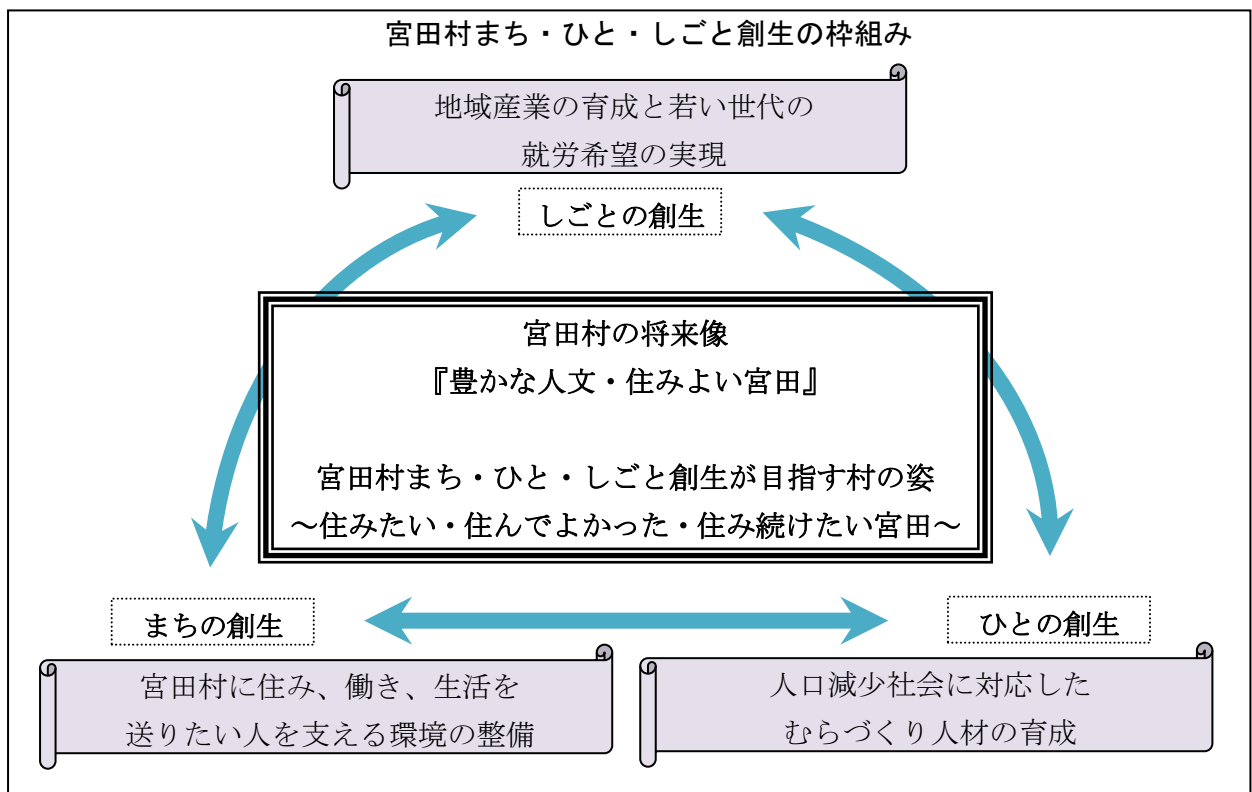 宮田村まち・ひと・しごと創生の枠組み
地域産業の育成と若い世代の
就労希望の実現
しごとの創生
宮田村の将来像
『豊かな人文・住みよい宮田』
宮田村まち・ひと・しごと創生が目指す村の姿
～住みたい・住んでよかった・住み続けたい宮田～
まちの創生
ひとの創生
宮田村に住み、働き、生活を
送りたい人を支える環境の整備
人口減少社会に対応した
むらづくり人材の育成